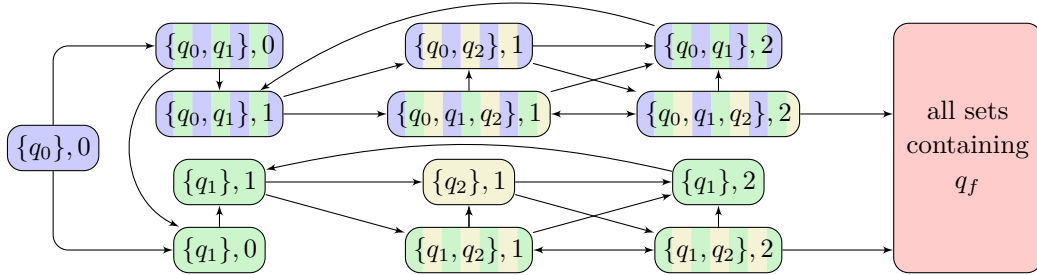 {q₀, q₁}, 0
{q₀, q₂}, 1
{q₀, q₁}, 2
{q₀, q₁}, 1
{q₀, q₁, q₂}, 1
{q₀, q₁, q₂}, 2
{q₀}, 0
{q₁}, 1
{q₂}, 1
{q₁}, 2
{q₁}, 0
{q₁, q₂}, 1
{q₁, q₂}, 2
all sets
containing
q_f